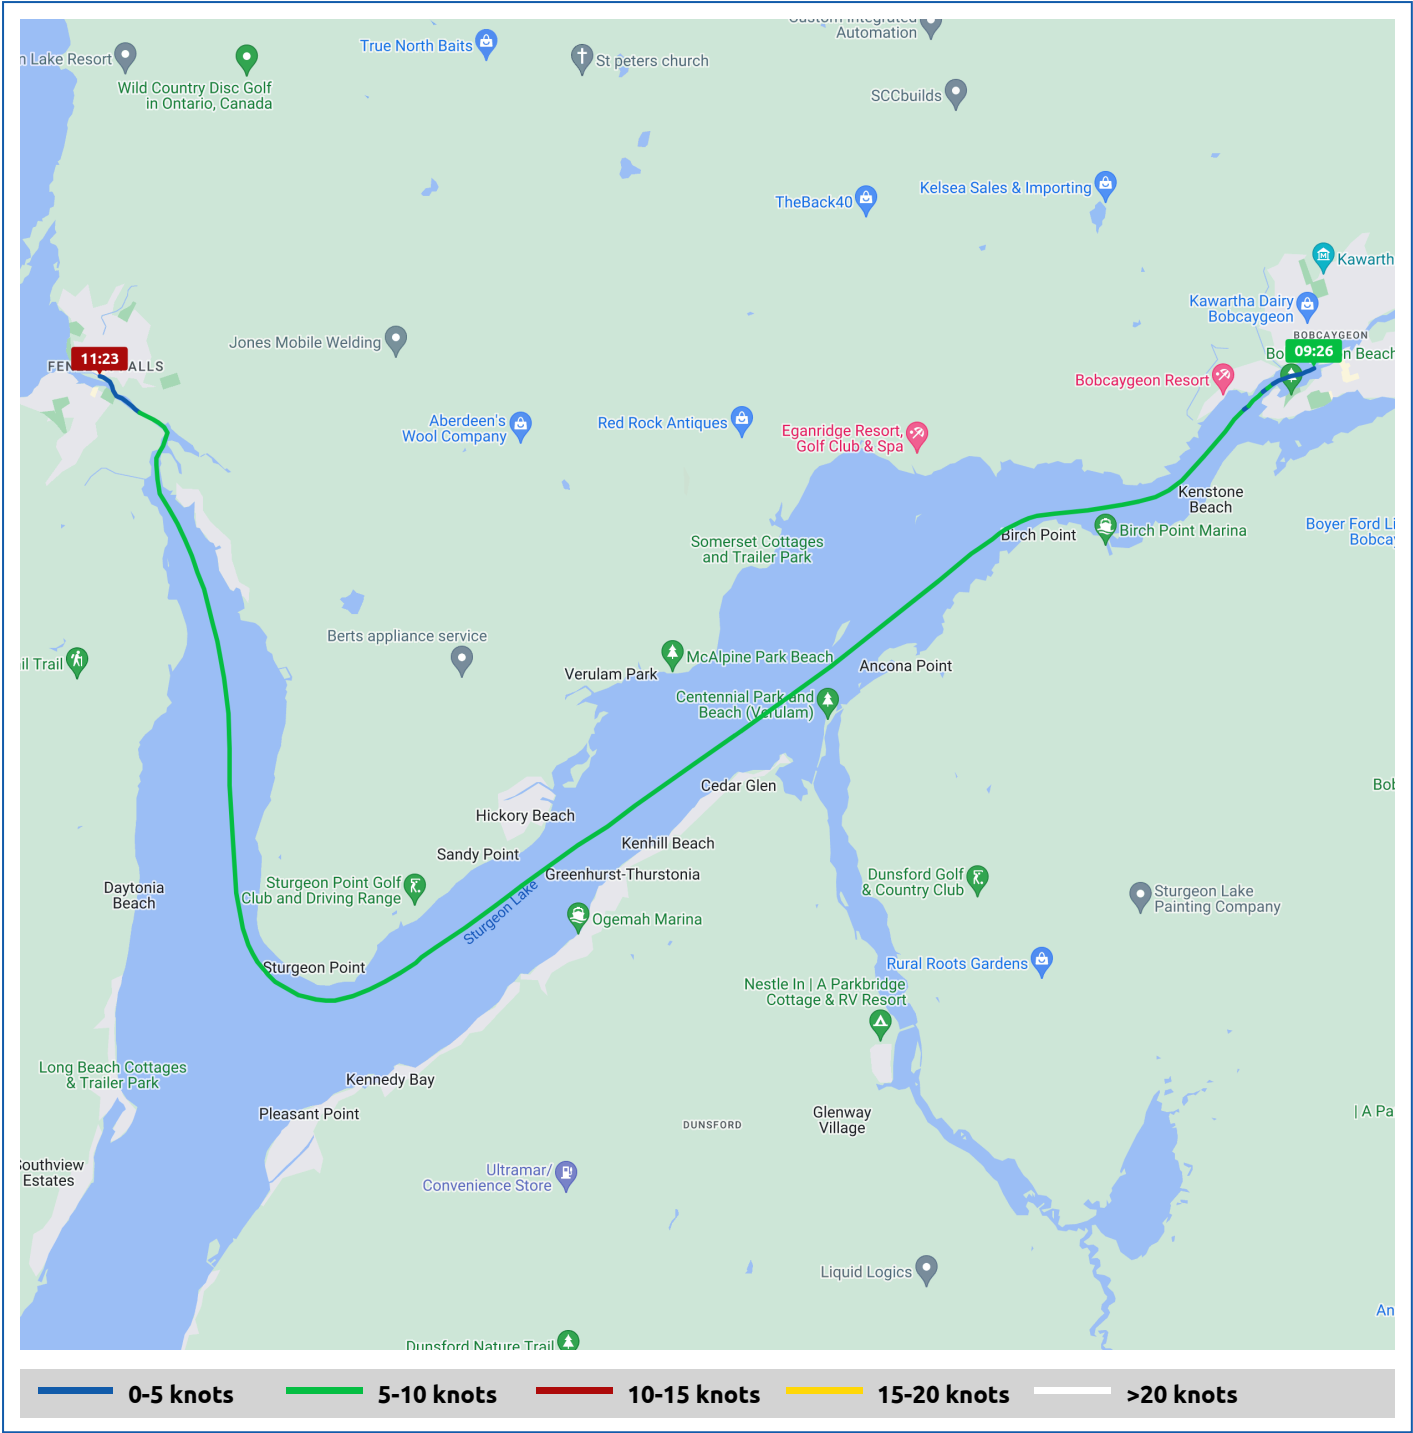 Custom Integrated
Automation
n Lake Resort
True North Baits
St peters church
Wild Country Disc Golf
in Ontario, Canada
SCCbuilds
TheBack40
Kelsea Sales & Importing
Kawarth
Kawartha Dairy
Bobcaygeon
BOBCAYGEON
Jones Mobile Welding
11:23
09:26
n Beach
Bobcaygeon Resort
Aberdeen's
Wool Company
Red Rock Antiques
Eganridge Resort,
Golf Club & Spa
Kenstone
Beach
Birch Point
Birch Point Marina
Boyer Ford Li
Bobcay
Somerset Cottages
and Trailer Park
Berts appliance service
il Trail
Verulam Park
McAlpine Park Beach
Ancona Point
Centennial Park and
Beach (Verulam)
Cedar Glen
Bob
Hickory Beach
Kenhill Beach
Sandy Point
Greenhurst-Thurstonia
Daytonia
Beach
Sturgeon Point Golf
Club and Driving Range
Dunsford Golf
& Country Club
Sturgeon Lake
Painting Company
Sturgeon Lake
Ogemah Marina
Sturgeon Point
Rural Roots Gardens
Nestle In | A Parkbridge
Cottage & RV Resort
Long Beach Cottages
& Trailer Park
Kennedy Bay
Pleasant Point
DUNSFORD
Glenway
Village
| A Pa
Southview
Estates
Ultramar/
Convenience Store
Liquid Logics
An
Dunsford Nature Trail
0-5 knots
5-10 knots
10-15 knots
15-20 knots
>20 knots